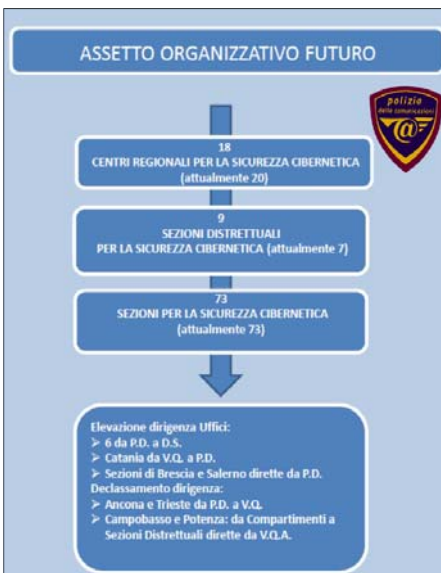 ASSETTO ORGANIZZATIVO FUTURO
polizia
delle comunicazioni
@
18
CENTRI REGIONALI PER LA SICUREZZA CIBERNETICA
(attualmente 20)
9
SEZIONI DISTRETTUALI
PER LA SICUREZZA CIBERNETICA (attualmente 7)
73
SEZIONI PER LA SICUREZZA CIBERNETICA
(attualmente 73)
Elevazione dirigenza Uffici:
➢ 6 da P.D. a D.S.
➢ Catania da V.Q. a P.D.
➢ Sezioni di Brescia e Salerno dirette da P.D.
Declassamento dirigenza:
➢ Ancona e Trieste da P.D. a V.Q.
➢ Campobasso e Potenza: da Compartimenti a
Sezioni Distrettuali dirette da V.Q.A.